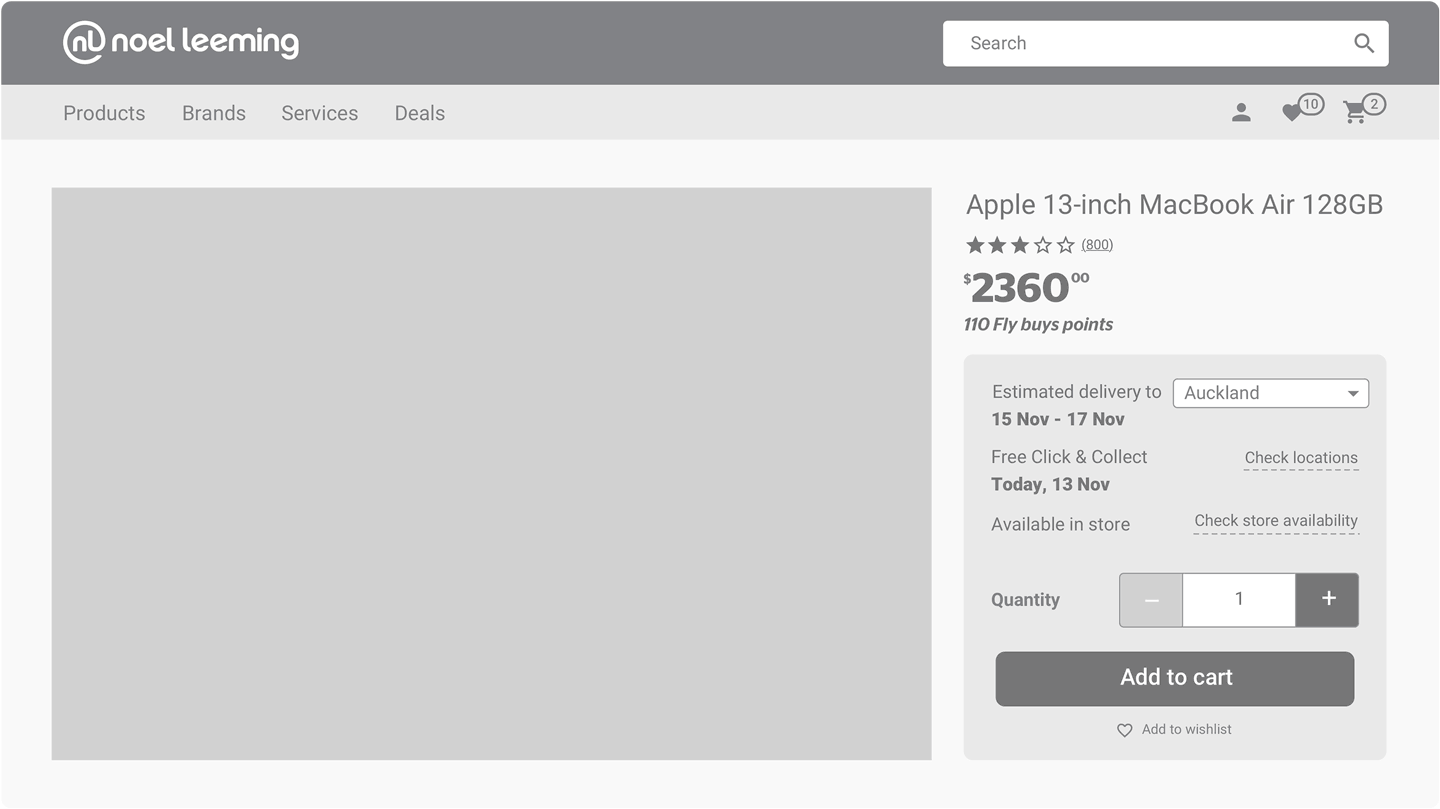 noel leeming
Search
Products Brands Services Deals
10 2
Apple 13-inch MacBook Air 128GB
(800)
$2360 00
110 Fly buys points
Estimated delivery to Auckland
15 Nov - 17 Nov
Free Click & Collect Check locations
Today, 13 Nov
Available in store Check store availability
Quantity – 1 +
Add to cart
Add to wishlist